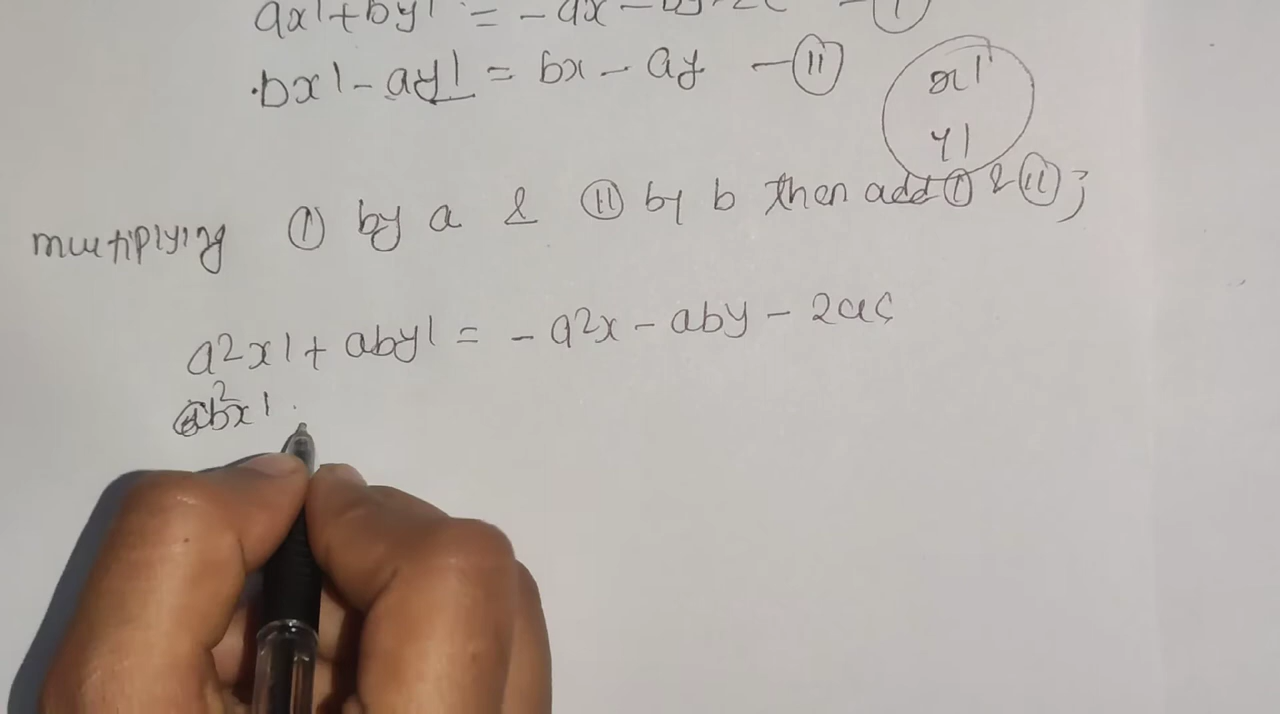 ax' + by' = - ax - by - 2c - (I)
bx' - ay' = bx - ay - (II)
x'
y'
multiplying (I) by a & (II) by b then add (I) & (II);
a²x' + aby' = - a²x - aby - 2ac
b²x'